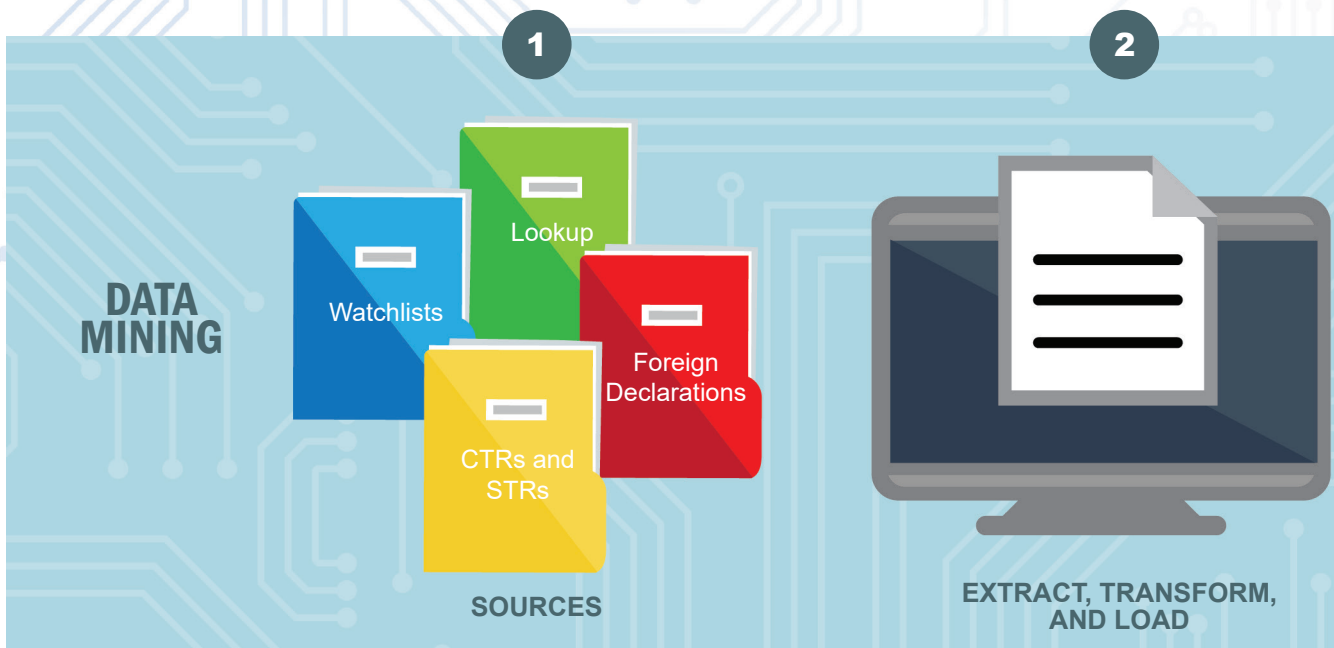 1
2
DATA
MINING
Lookup
Watchlists
Foreign
Declarations
CTRs and
STRs
SOURCES
EXTRACT, TRANSFORM,
AND LOAD